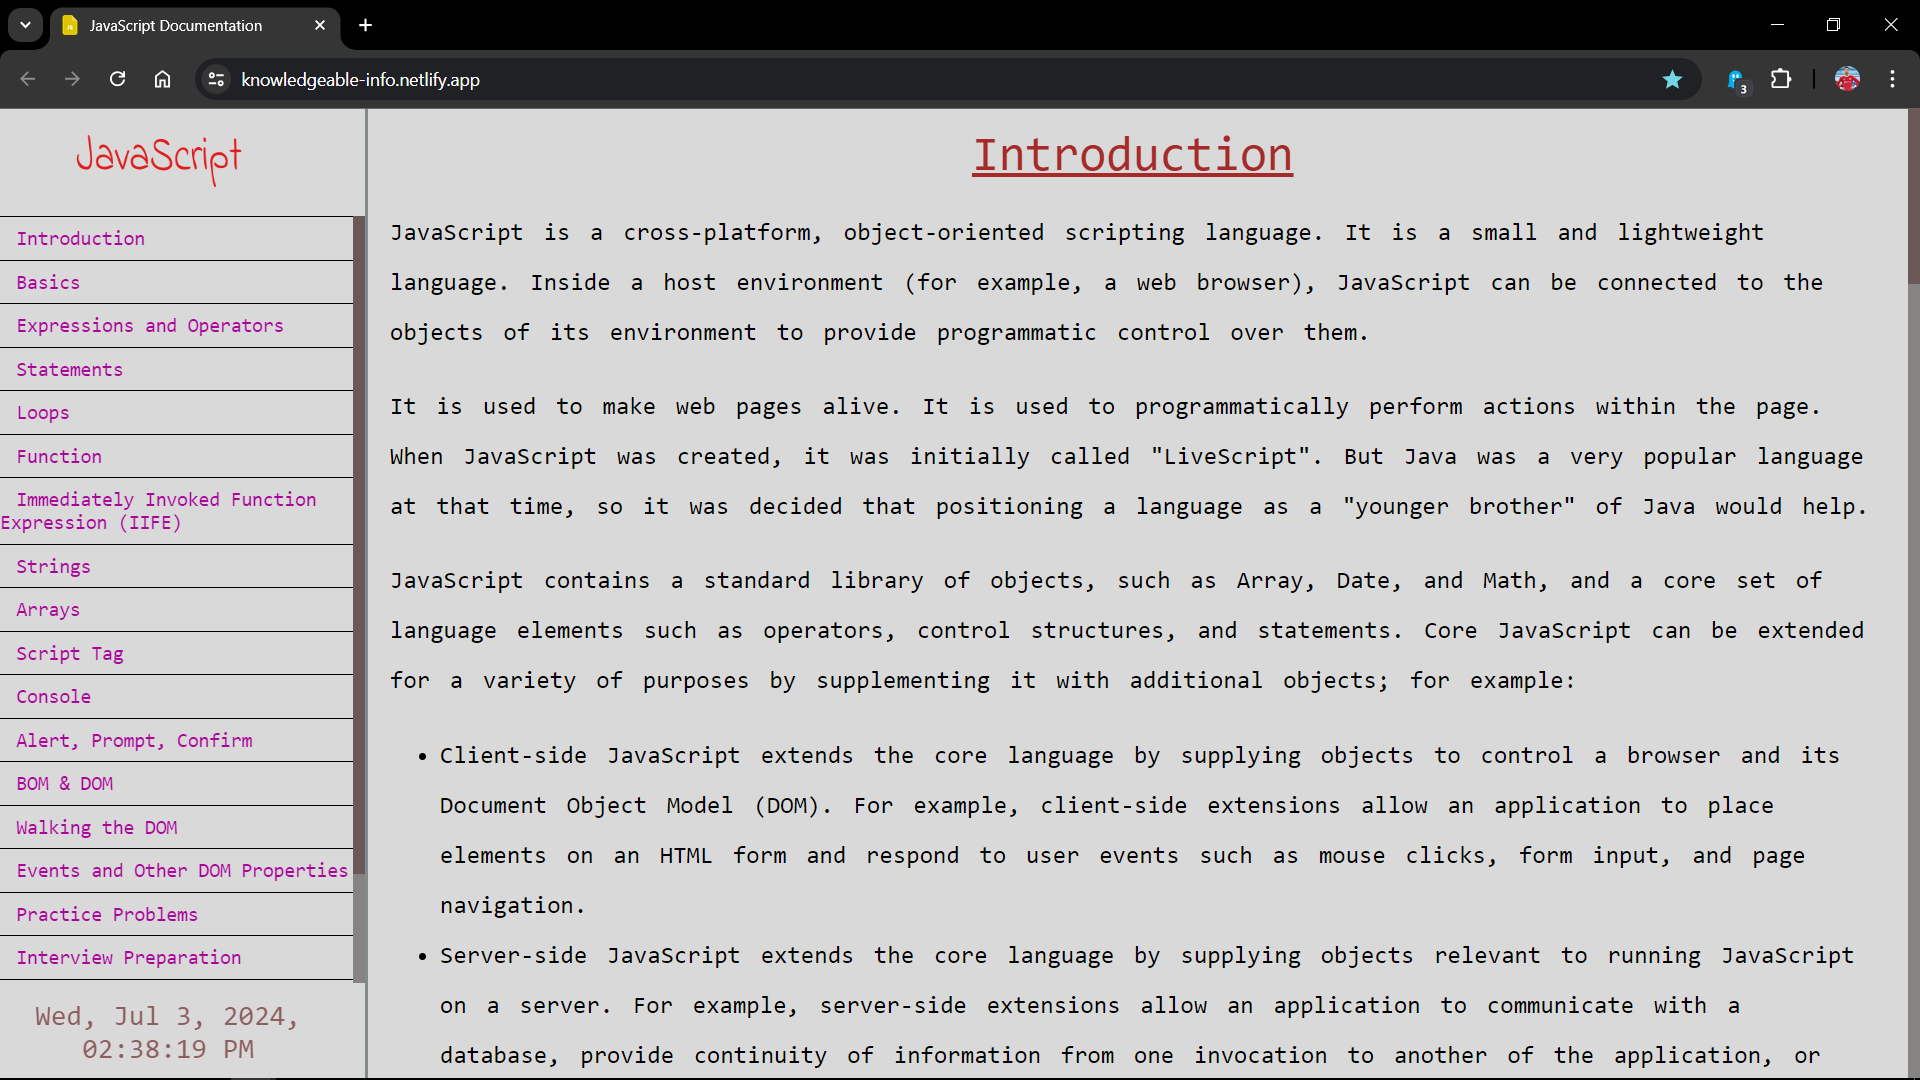 JavaScript Documentation
knowledgeable-info.netlify.app
3
JavaScript
Introduction
Basics
Expressions and Operators
Statements
Loops
Function
Immediately Invoked Function
Expression (IIFE)
Strings
Arrays
Script Tag
Console
Alert, Prompt, Confirm
BOM & DOM
Walking the DOM
Events and Other DOM Properties
Practice Problems
Interview Preparation
Wed, Jul 3, 2024,
02:38:19 PM
Introduction
JavaScript is a cross-platform, object-oriented scripting language. It is a small and lightweight
language. Inside a host environment (for example, a web browser), JavaScript can be connected to the
objects of its environment to provide programmatic control over them.
It is used to make web pages alive. It is used to programmatically perform actions within the page.
When JavaScript was created, it was initially called "LiveScript". But Java was a very popular language
at that time, so it was decided that positioning a language as a "younger brother" of Java would help.
JavaScript contains a standard library of objects, such as Array, Date, and Math, and a core set of
language elements such as operators, control structures, and statements. Core JavaScript can be extended
for a variety of purposes by supplementing it with additional objects; for example:
• Client-side JavaScript extends the core language by supplying objects to control a browser and its
Document Object Model (DOM). For example, client-side extensions allow an application to place
elements on an HTML form and respond to user events such as mouse clicks, form input, and page
navigation.
• Server-side JavaScript extends the core language by supplying objects relevant to running JavaScript
on a server. For example, server-side extensions allow an application to communicate with a
database, provide continuity of information from one invocation to another of the application, or